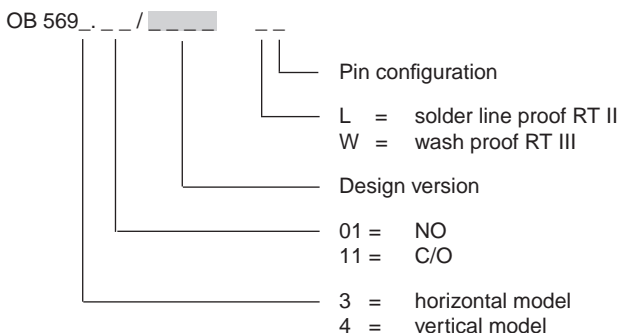 OB 569_. _ _ / _ _ _ _ _ _
Pin configuration
L = solder line proof RT II
W = wash proof RT III
Design version
01 = NO
11 = C/O
3 = horizontal model
4 = vertical model